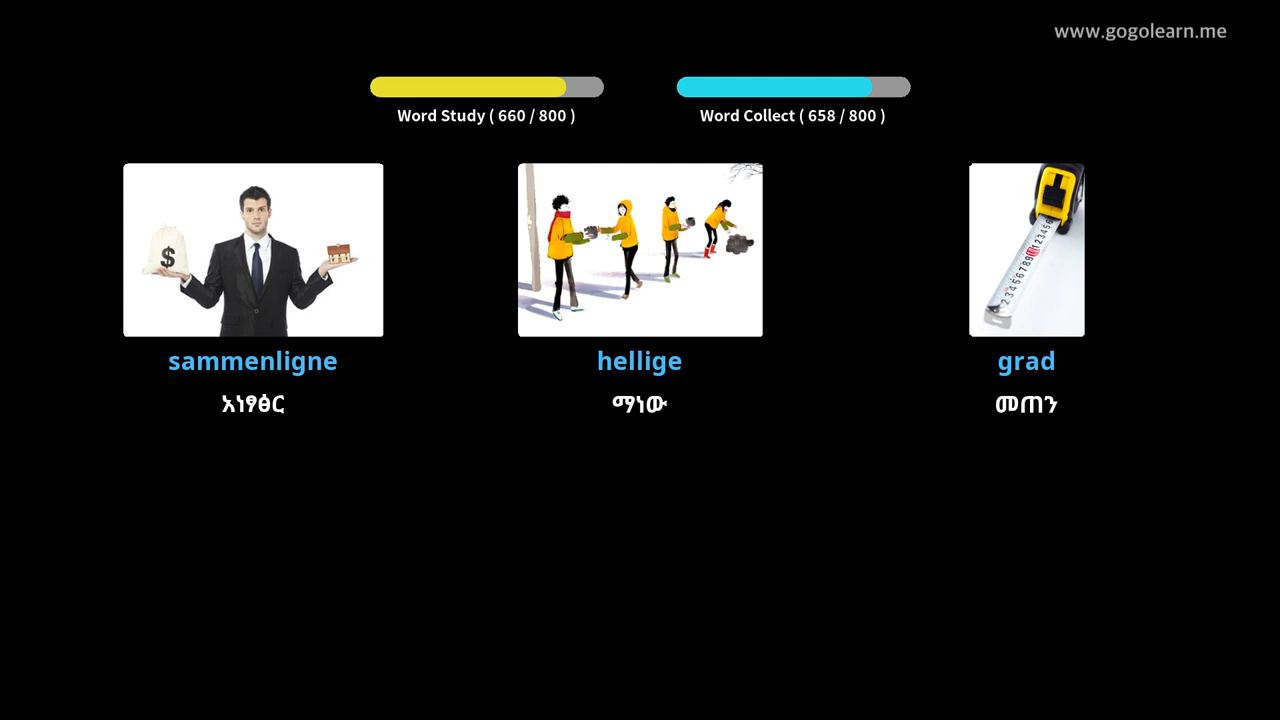 www.gogolearn.me
Word Study ( 660 / 800 )
Word Collect ( 658 / 800 )
$
sammenligne
hellige
grad
አነፃፅር
ማነው
መጠን